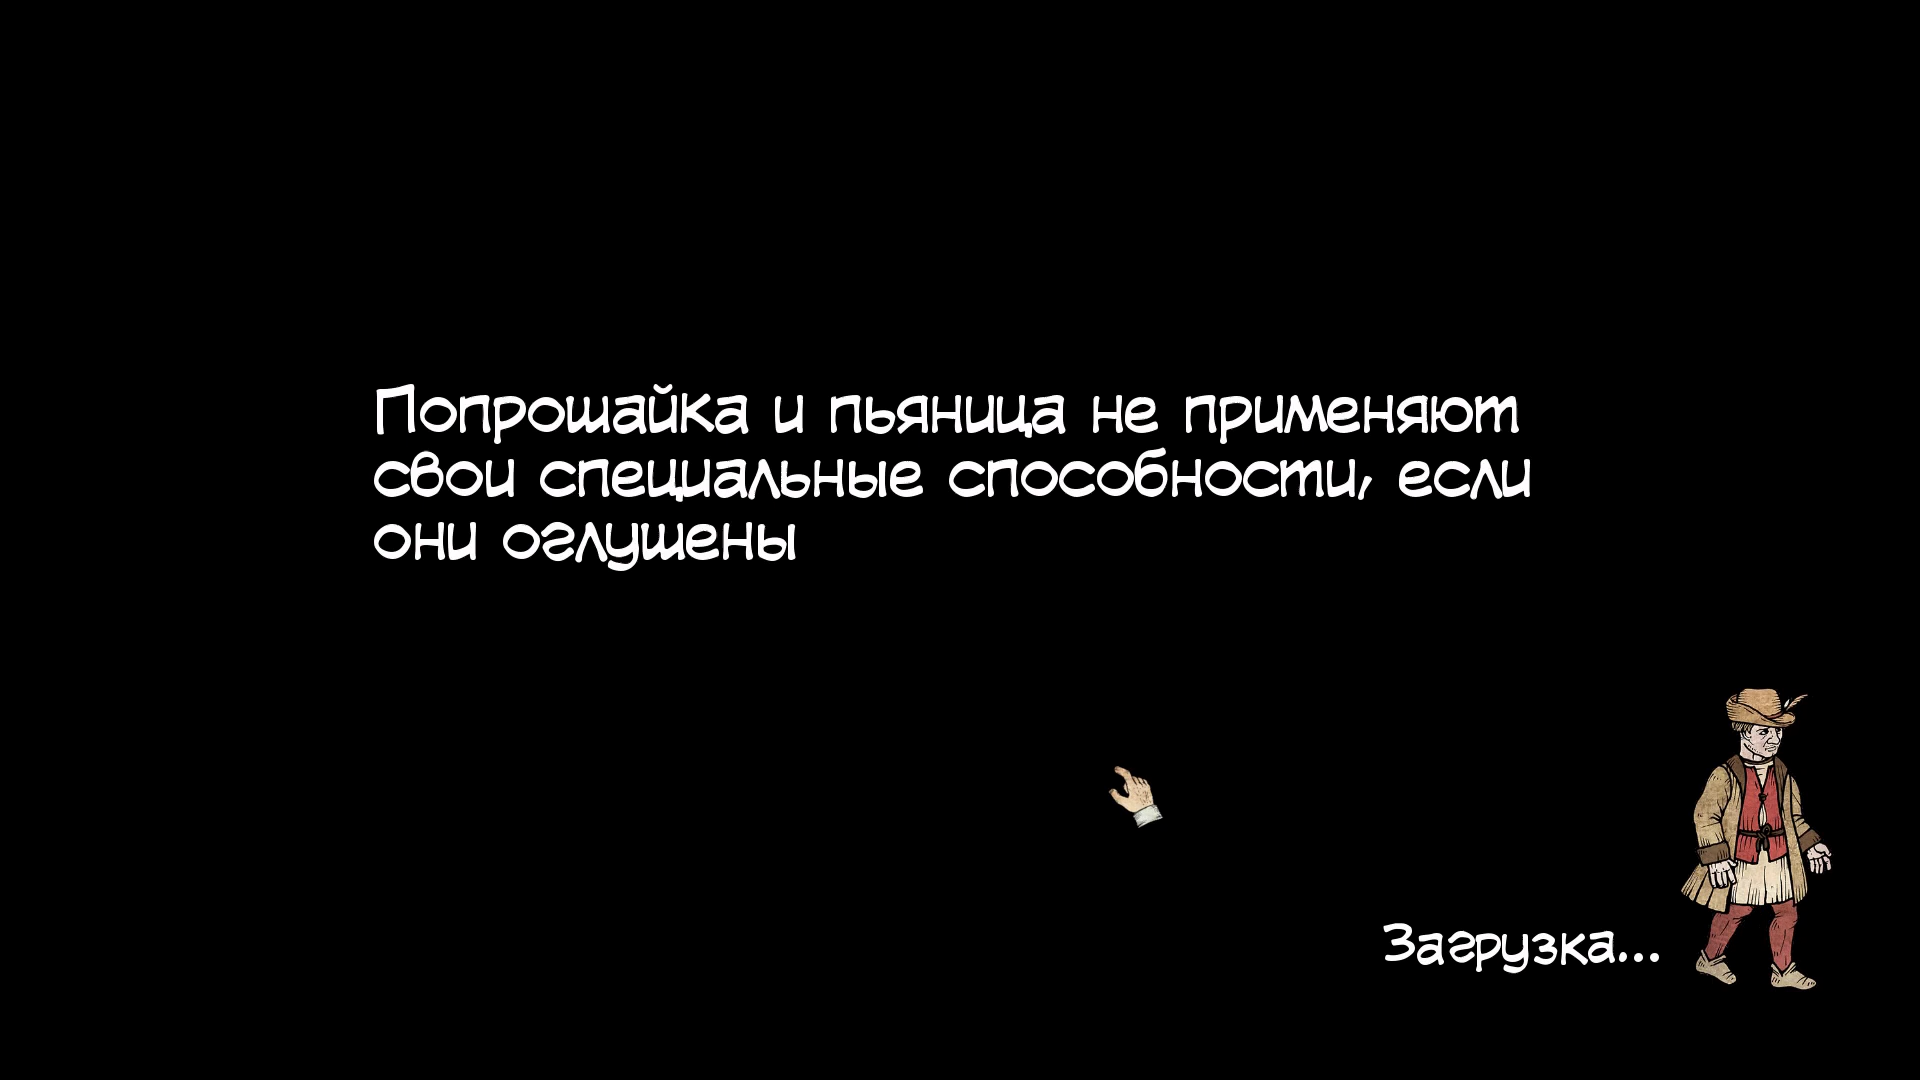 Попрошайка и пьяница не применяют
свои специальные способности, если
они оглушены
Загрузка...